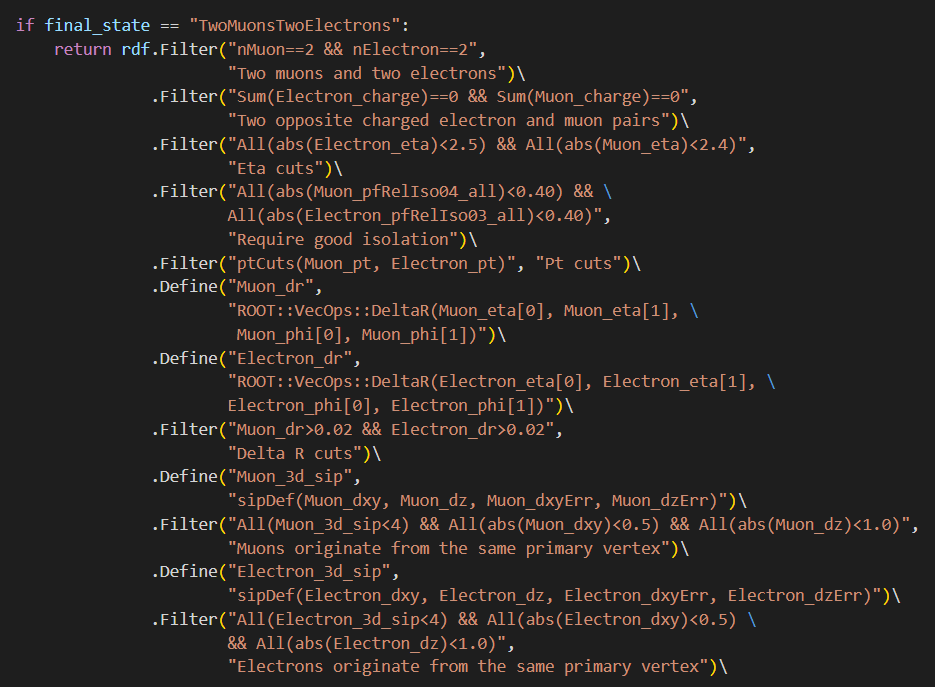 if final_state == "TwoMuonsTwoElectrons":
    return rdf.Filter("nMuon==2 && nElectron==2",
                      "Two muons and two electrons")\
              .Filter("Sum(Electron_charge)==0 && Sum(Muon_charge)==0",
                      "Two opposite charged electron and muon pairs")\
              .Filter("All(abs(Electron_eta)<2.5) && All(abs(Muon_eta)<2.4)",
                      "Eta cuts")\
              .Filter("All(abs(Muon_pfRelIso04_all)<0.40) && \
                      All(abs(Electron_pfRelIso03_all)<0.40)",
                      "Require good isolation")\
              .Filter("ptCuts(Muon_pt, Electron_pt)", "Pt cuts")\
              .Define("Muon_dr",
                      "ROOT::VecOps::DeltaR(Muon_eta[0], Muon_eta[1], \
                       Muon_phi[0], Muon_phi[1])")\
              .Define("Electron_dr",
                      "ROOT::VecOps::DeltaR(Electron_eta[0], Electron_eta[1], \
                      Electron_phi[0], Electron_phi[1])")\
              .Filter("Muon_dr>0.02 && Electron_dr>0.02",
                      "Delta R cuts")\
              .Define("Muon_3d_sip",
                      "sipDef(Muon_dxy, Muon_dz, Muon_dxyErr, Muon_dzErr)")\
              .Filter("All(Muon_3d_sip<4) && All(abs(Muon_dxy)<0.5) && All(abs(Muon_dz)<1.0)",
                      "Muons originate from the same primary vertex")\
              .Define("Electron_3d_sip",
                      "sipDef(Electron_dxy, Electron_dz, Electron_dxyErr, Electron_dzErr)")\
              .Filter("All(Electron_3d_sip<4) && All(abs(Electron_dxy)<0.5) \
                      && All(abs(Electron_dz)<1.0)",
                      "Electrons originate from the same primary vertex")\